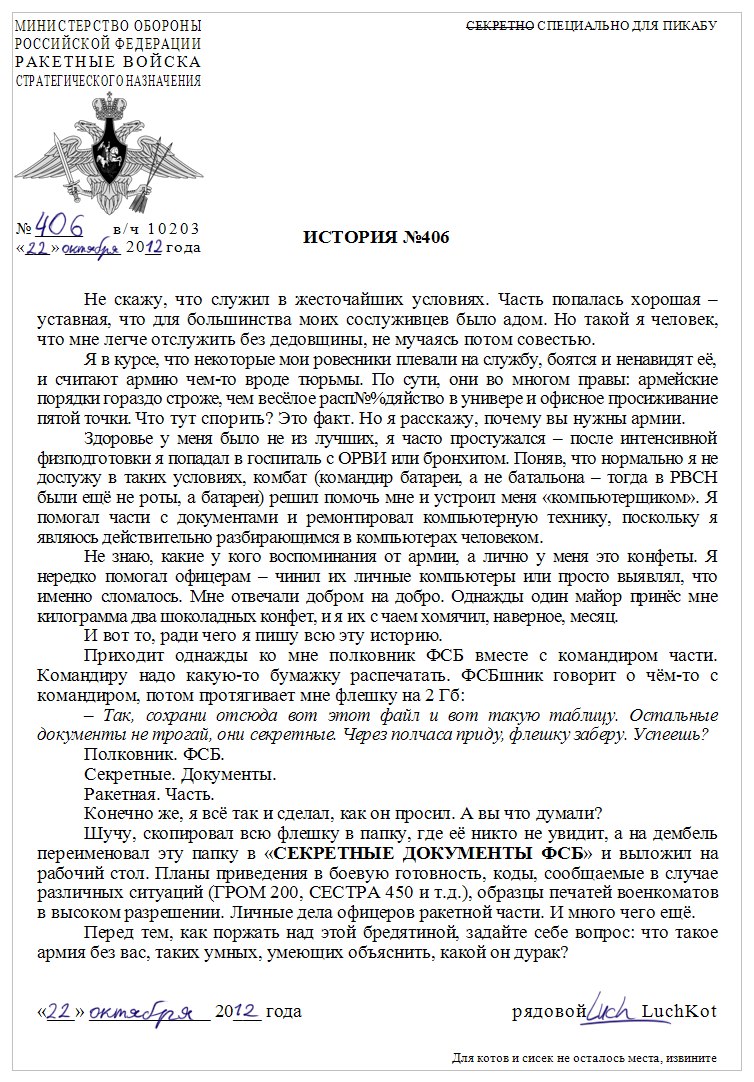 МИНИСТЕРСТВО ОБОРОНЫ
РОССИЙСКОЙ ФЕДЕРАЦИИ
РАКЕТНЫЕ ВОЙСКА
СТРАТЕГИЧЕСКОГО НАЗНАЧЕНИЯ
СЕКРЕТНО СПЕЦИАЛЬНО ДЛЯ ПИКАБУ
№ 406 в/ч 10203
«22» октября 2012 года
ИСТОРИЯ №406
Не скажу, что служил в жесточайших условиях. Часть попалась хорошая –
уставная, что для большинства моих сослуживцев было адом. Но такой я человек,
что мне легче отслужить без дедовщины, не мучаясь потом совестью.
Я в курсе, что некоторые мои ровесники плевали на службу, боятся и ненавидят её,
и считают армию чем-то вроде тюрьмы. По сути, они во многом правы: армейские
порядки гораздо строже, чем весёлое расп№%дяйство в универе и офисное просиживание
пятой точки. Что тут спорить? Это факт. Но я расскажу, почему вы нужны армии.
Здоровье у меня было не из лучших, я часто простужался – после интенсивной
физподготовки я попадал в госпиталь с ОРВИ или бронхитом. Поняв, что нормально я не
дослужу в таких условиях, комбат (командир батареи, а не батальона – тогда в РВСН
были ещё не роты, а батареи) решил помочь мне и устроил меня «компьютерщиком». Я
помогал части с документами и ремонтировал компьютерную технику, поскольку я
являюсь действительно разбирающимся в компьютерах человеком.
Не знаю, какие у кого воспоминания от армии, а лично у меня это конфеты. Я
нередко помогал офицерам – чинил их личные компьютеры или просто выявлял, что
именно сломалось. Мне отвечали добром на добро. Однажды один майор принёс мне
килограмма два шоколадных конфет, и я их с чаем хомячил, наверное, месяц.
И вот то, ради чего я пишу всю эту историю.
Приходит однажды ко мне полковник ФСБ вместе с командиром части.
Командиру надо какую-то бумажку распечатать. ФСБшник говорит о чём-то с
командиром, потом протягивает мне флешку на 2 Гб:
– Так, сохрани отсюда вот этот файл и вот такую таблицу. Остальные
документы не трогай, они секретные. Через полчаса приду, флешку заберу. Успеешь?
Полковник. ФСБ.
Секретные. Документы.
Ракетная. Часть.
Конечно же, я всё так и сделал, как он просил. А вы что думали?
Шучу, скопировал всю флешку в папку, где её никто не увидит, а на дембель
переименовал эту папку в «СЕКРЕТНЫЕ ДОКУМЕНТЫ ФСБ» и выложил на
рабочий стол. Планы приведения в боевую готовность, коды, сообщаемые в случае
различных ситуаций (ГРОМ 200, СЕСТРА 450 и т.д.), образцы печатей военкоматов
в высоком разрешении. Личные дела офицеров ракетной части. И много чего ещё.
Перед тем, как поржать над этой бредятиной, задайте себе вопрос: что такое
армия без вас, таких умных, умеющих объяснить, какой он дурак?
«22» октября 2012 года рядовой Luch LuchKot
Для котов и сисек не осталось места, извините